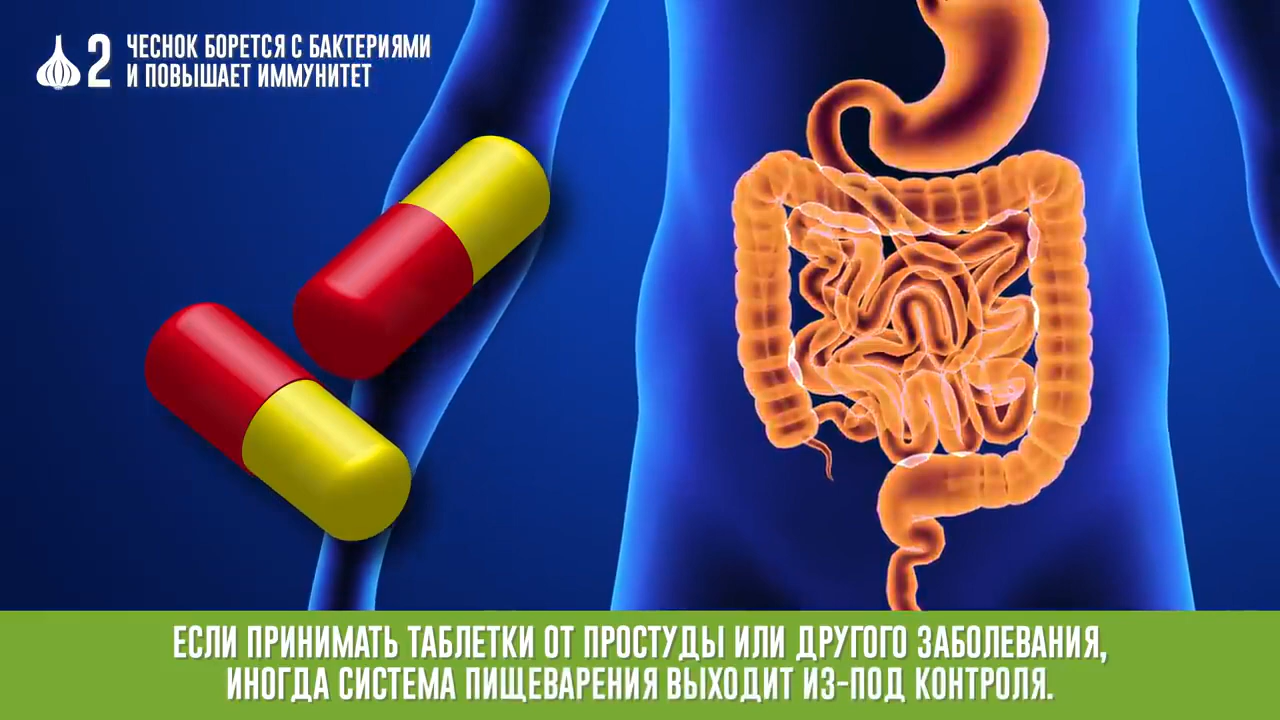 2 ЧЕСНОК БОРЕТСЯ С БАКТЕРИЯМИ
И ПОВЫШАЕТ ИММУНИТЕТ
ЕСЛИ ПРИНИМАТЬ ТАБЛЕТКИ ОТ ПРОСТУДЫ ИЛИ ДРУГОГО ЗАБОЛЕВАНИЯ,
ИНОГДА СИСТЕМА ПИЩЕВАРЕНИЯ ВЫХОДИТ ИЗ-ПОД КОНТРОЛЯ.